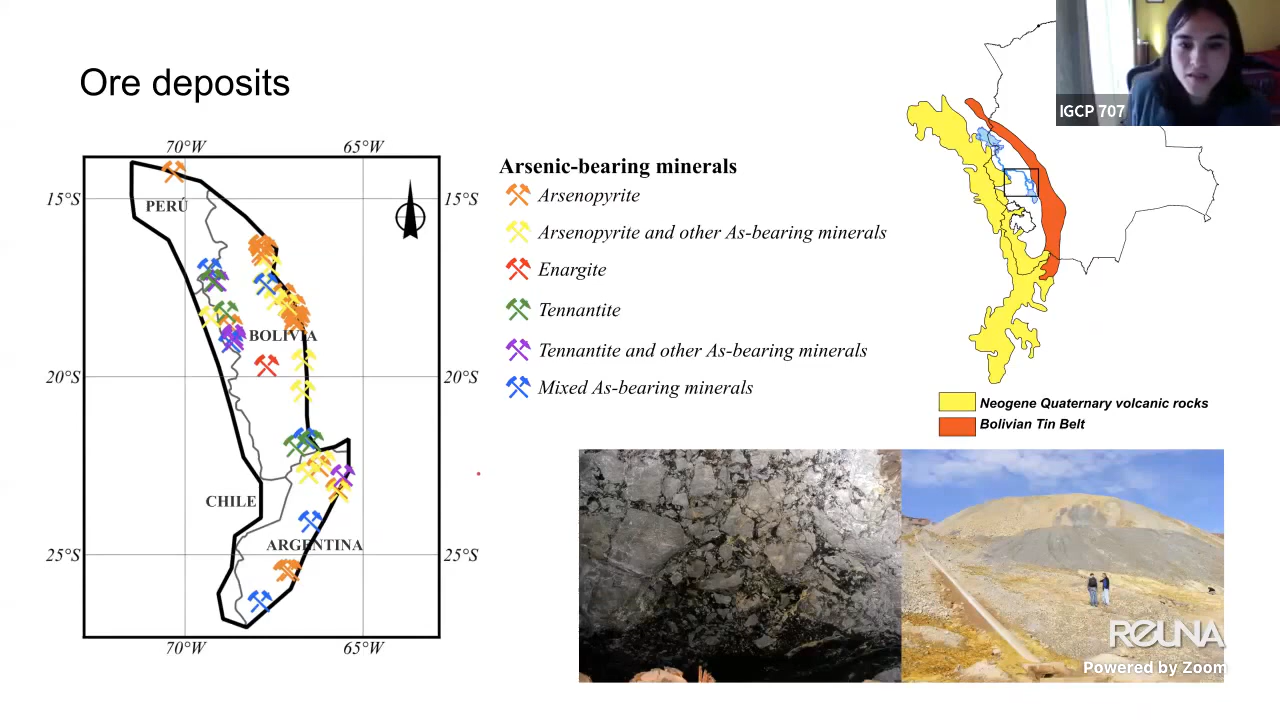 Ore deposits
IGCP 707
70°W
65°W
15°S
15°S
PERÚ
BOLIVIA
20°S
20°S
CHILE
ARGENTINA
25°S
25°S
70°W
65°W
Arsenic-bearing minerals
Arsenopyrite
Arsenopyrite and other As-bearing minerals
Enargite
Tennantite
Tennantite and other As-bearing minerals
Mixed As-bearing minerals
Neogene Quaternary volcanic rocks
Bolivian Tin Belt
REUNA
Powered by Zoom